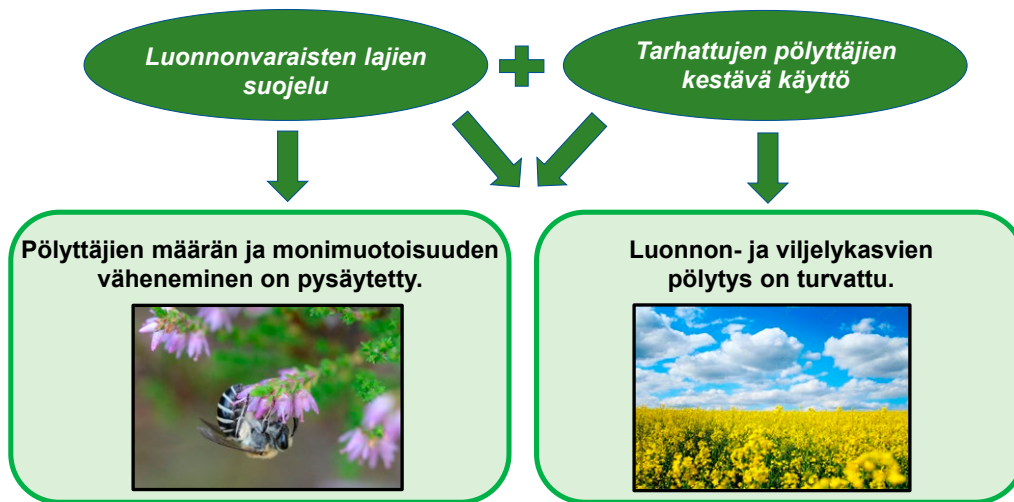 Luonnonvaraisten lajien
suojelu
Tarhattujen pölyttäjien
kestävä käyttö
Pölyttäjien määrän ja monimuotoisuuden
väheneminen on pysäytetty.
Luonnon- ja viljelykasvien
pölytys on turvattu.